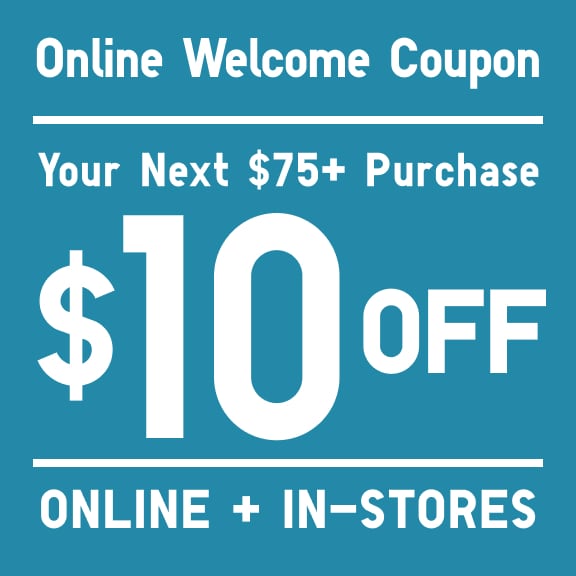 Online Welcome Coupon
Your Next $75+ Purchase
$10 OFF
ONLINE + IN-STORES